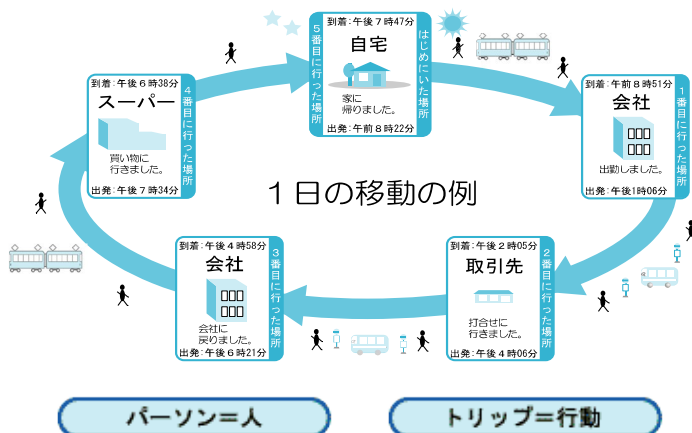 到着：午後７時47分
自宅
５番目に行った場所
はじめにいた場所
家に
帰りました。
出発：午前８時22分
到着：前８時51分
会社
１番目に行った場所
出勤しました。
出発：午後1時06分
到着：午後６時38分
スーパー
４番目に行った場所
買い物に
行きました。
出発：午後７時34分
１日の移動の例
到着：午後２時05分
取引先
２番目に行った場所
打合せに
行きました。
出発：午後４時06分
到着：午後４時58分
会社
３番目に行った場所
会社に
戻りました。
出発：午後６時21分
パーソン＝人
トリップ＝行動